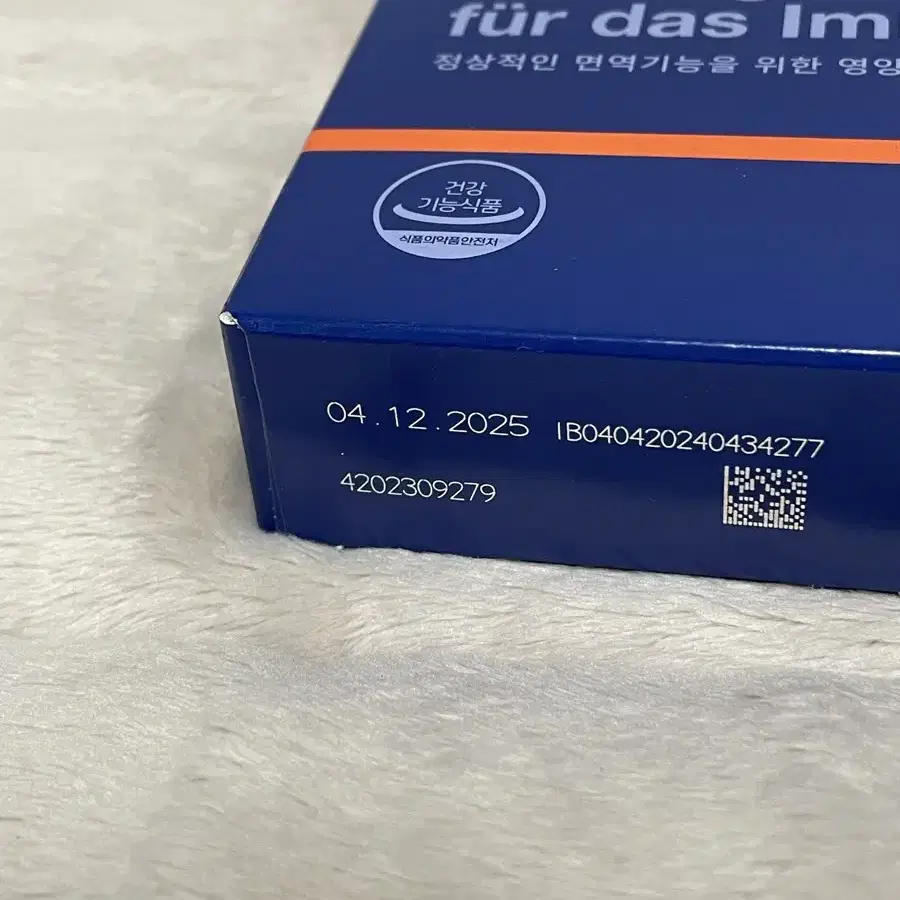 für das Im
정상적인 면역기능을 위한 영양
건강
기능식품
식품의약품안전처
04.12.2025 IB040420240434277
4202309279